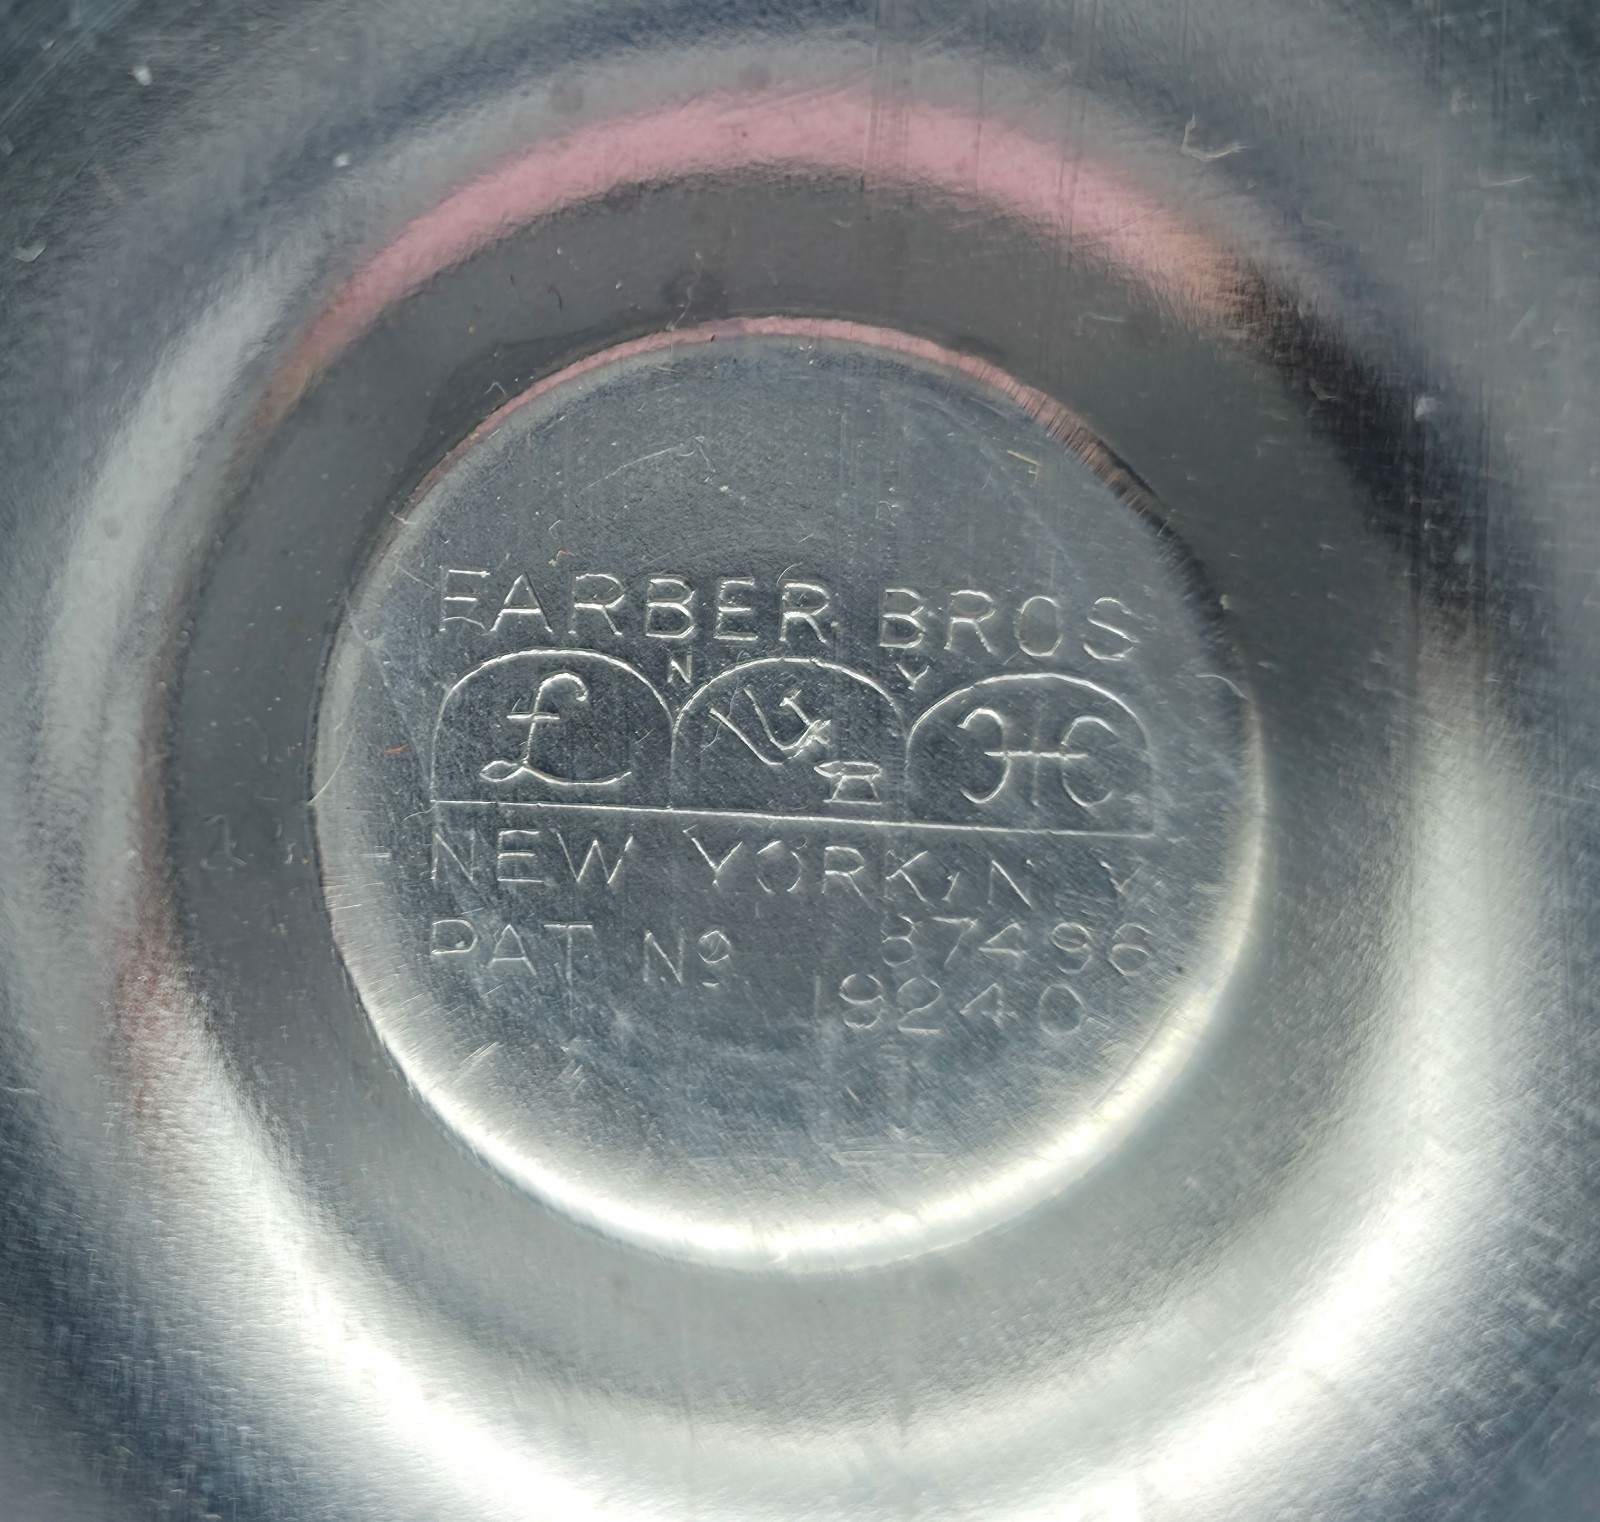 FARBER BROS
N Y
NEW YORK, N Y
PAT Nº 87496
19240